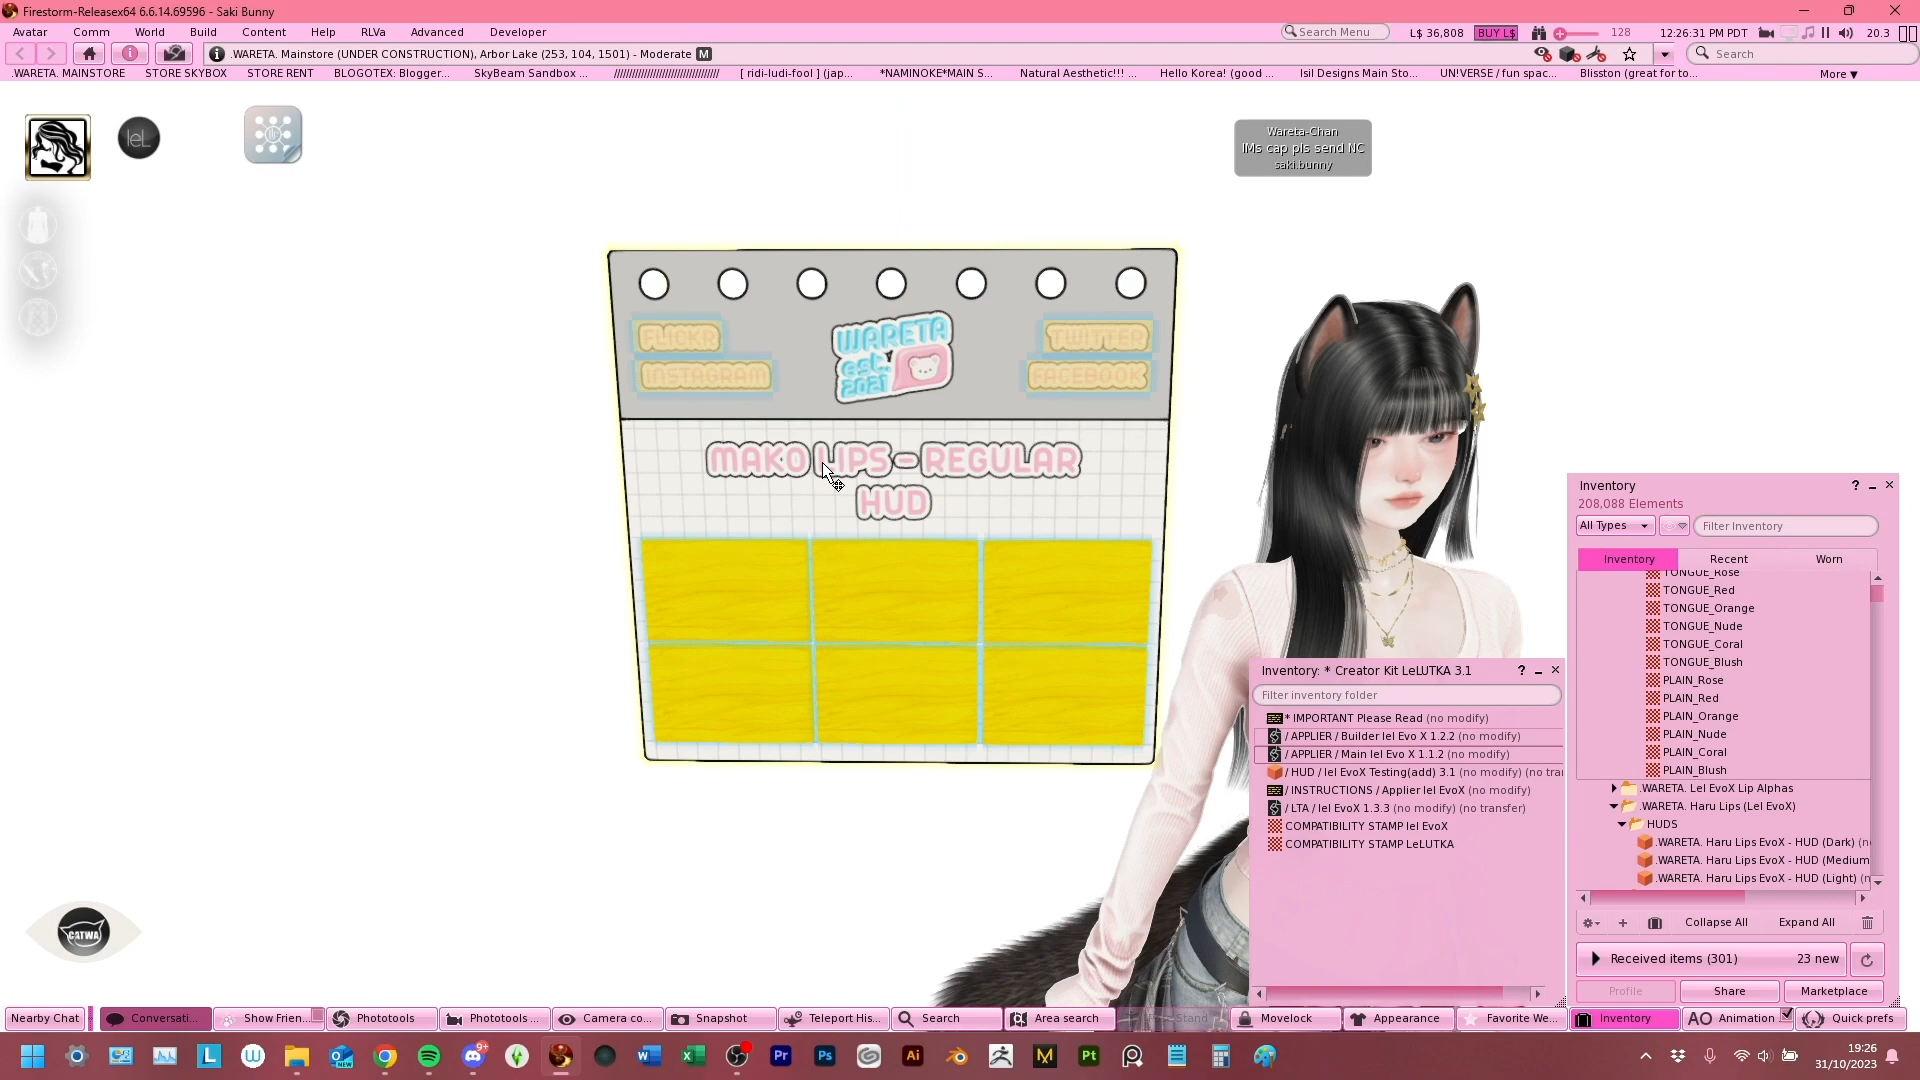 Firestorm-Releasex64 6.6.14.69596 - Saki Bunny
Avatar Comm World Build Content Help RLVa Advanced Developer
Search Menu L$ 36,808 BUY L$ 128 12:26:31 PM PDT 20.3
.WARETA. Mainstore (UNDER CONSTRUCTION), Arbor Lake (253, 104, 1501) - Moderate M
Search
.WARETA. MAINSTORE STORE SKYBOX STORE RENT BLOGOTEX: Blogger... SkyBeam Sandbox ... [ ridi-ludi-fool ] (jap... *NAMINOKE*MAIN S... Natural Aesthetic!!! ... Hello Korea! (good ... Isil Designs Main Sto... UN!VERSE / fun spac... Blisston (great for to... More ▼
leL
Wareta-Chan
IMs cap pls send NC
saki.bunny
FLICKR
INSTAGRAM
WARETA
est.
2021
TWITTER
FACEBOOK
MAKO LIPS - REGULAR
HUD
CATWA
Inventory: * Creator Kit LeLUTKA 3.1
Filter inventory folder
* IMPORTANT Please Read (no modify)
/ APPLIER / Builder lel Evo X 1.2.2 (no modify)
/ APPLIER / Main lel Evo X 1.1.2 (no modify)
/ HUD / lel EvoX Testing(add) 3.1 (no modify) (no tra
/ INSTRUCTIONS / Applier lel EvoX (no modify)
/ LTA / lel EvoX 1.3.3 (no modify) (no transfer)
COMPATIBILITY STAMP lel EvoX
COMPATIBILITY STAMP LeLUTKA
Inventory
208,088 Elements
All Types Filter Inventory
Inventory Recent Worn
TONGUE_Rose
TONGUE_Red
TONGUE_Orange
TONGUE_Nude
TONGUE_Coral
TONGUE_Blush
PLAIN_Rose
PLAIN_Red
PLAIN_Orange
PLAIN_Nude
PLAIN_Coral
PLAIN_Blush
.WARETA. Lel EvoX Lip Alphas
.WARETA. Haru Lips (Lel EvoX)
HUDS
.WARETA. Haru Lips EvoX - HUD (Dark) (n
.WARETA. Haru Lips EvoX - HUD (Medium
.WARETA. Haru Lips EvoX - HUD (Light) (n
Collapse All Expand All
Received items (301) 23 new
Profile Share Marketplace
Nearby Chat Conversati... Show Frien... Phototools Phototools ... Camera co... Snapshot Teleport His... Search Area search Stand Movelock Appearance Favorite We... Inventory Animation Quick prefs
19:26
31/10/2023